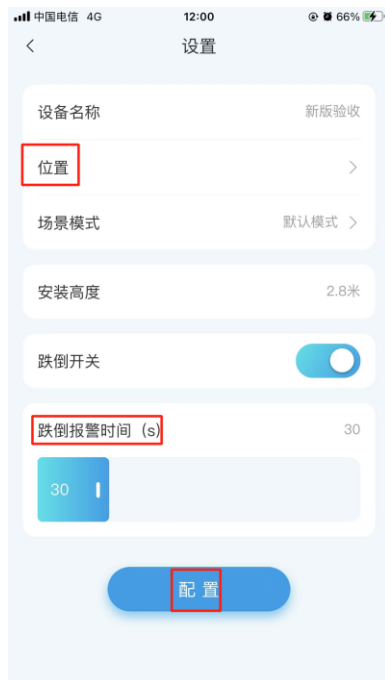 中国电信 4G 12:00 66%
设置
设备名称 新版验收
位置
场景模式 默认模式
安装高度 2.8米
跌倒开关
跌倒报警时间（s） 30
30
配 置